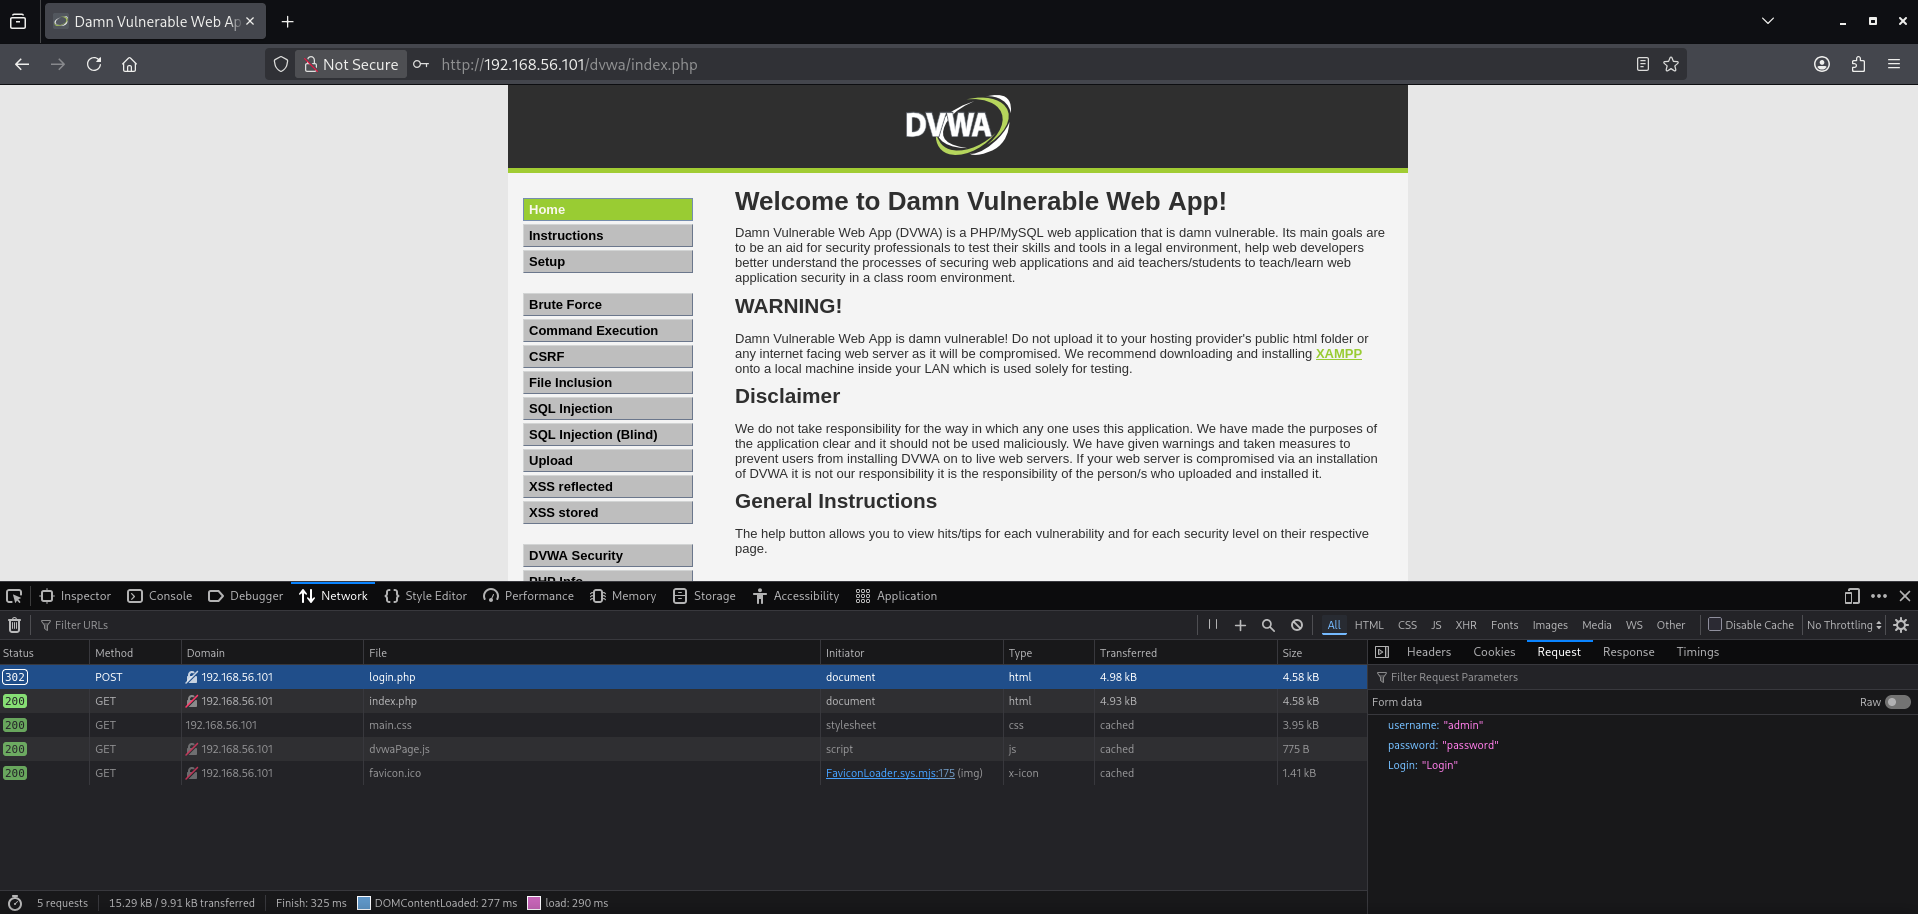 Damn Vulnerable Web Ap
Not Secure
http://192.168.56.101/dvwa/index.php
DVWA
Home
Instructions
Setup
Brute Force
Command Execution
CSRF
File Inclusion
SQL Injection
SQL Injection (Blind)
Upload
XSS reflected
XSS stored
DVWA Security
PHP Info
Welcome to Damn Vulnerable Web App!
Damn Vulnerable Web App (DVWA) is a PHP/MySQL web application that is damn vulnerable. Its main goals are
to be an aid for security professionals to test their skills and tools in a legal environment, help web developers
better understand the processes of securing web applications and aid teachers/students to teach/learn web
application security in a class room environment.
WARNING!
Damn Vulnerable Web App is damn vulnerable! Do not upload it to your hosting provider's public html folder or
any internet facing web server as it will be compromised. We recommend downloading and installing XAMPP
onto a local machine inside your LAN which is used solely for testing.
Disclaimer
We do not take responsibility for the way in which any one uses this application. We have made the purposes of
the application clear and it should not be used maliciously. We have given warnings and taken measures to
prevent users from installing DVWA on to live web servers. If your web server is compromised via an installation
of DVWA it is not our responsibility it is the responsibility of the person/s who uploaded and installed it.
General Instructions
The help button allows you to view hits/tips for each vulnerability and for each security level on their respective
page.
Inspector Console Debugger Network Style Editor Performance Memory Storage Accessibility Application
Filter URLs All HTML CSS JS XHR Fonts Images Media WS Other Disable Cache No Throttling
Status Method Domain File Initiator Type Transferred Size
302 POST 192.168.56.101 login.php document html 4.98 kB 4.58 kB
200 GET 192.168.56.101 index.php document html 4.93 kB 4.58 kB
200 GET 192.168.56.101 main.css stylesheet css cached 3.95 kB
200 GET 192.168.56.101 dvwaPage.js script js cached 775 B
200 GET 192.168.56.101 favicon.ico FaviconLoader.sys.mjs:175 (img) x-icon cached 1.41 kB
Headers Cookies Request Response Timings
Filter Request Parameters
Form data Raw
username: "admin"
password: "password"
Login: "Login"
5 requests 15.29 kB / 9.91 kB transferred Finish: 325 ms DOMContentLoaded: 277 ms load: 290 ms